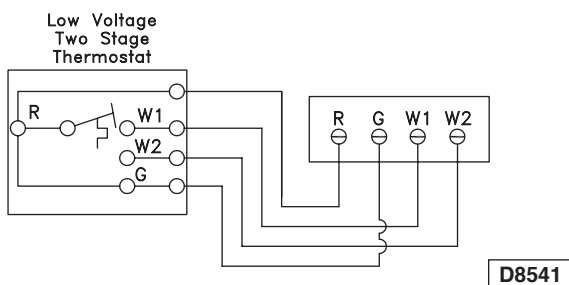 Low Voltage
Two Stage
Thermostat
R
W1
W2
G
R G W1 W2
D8541